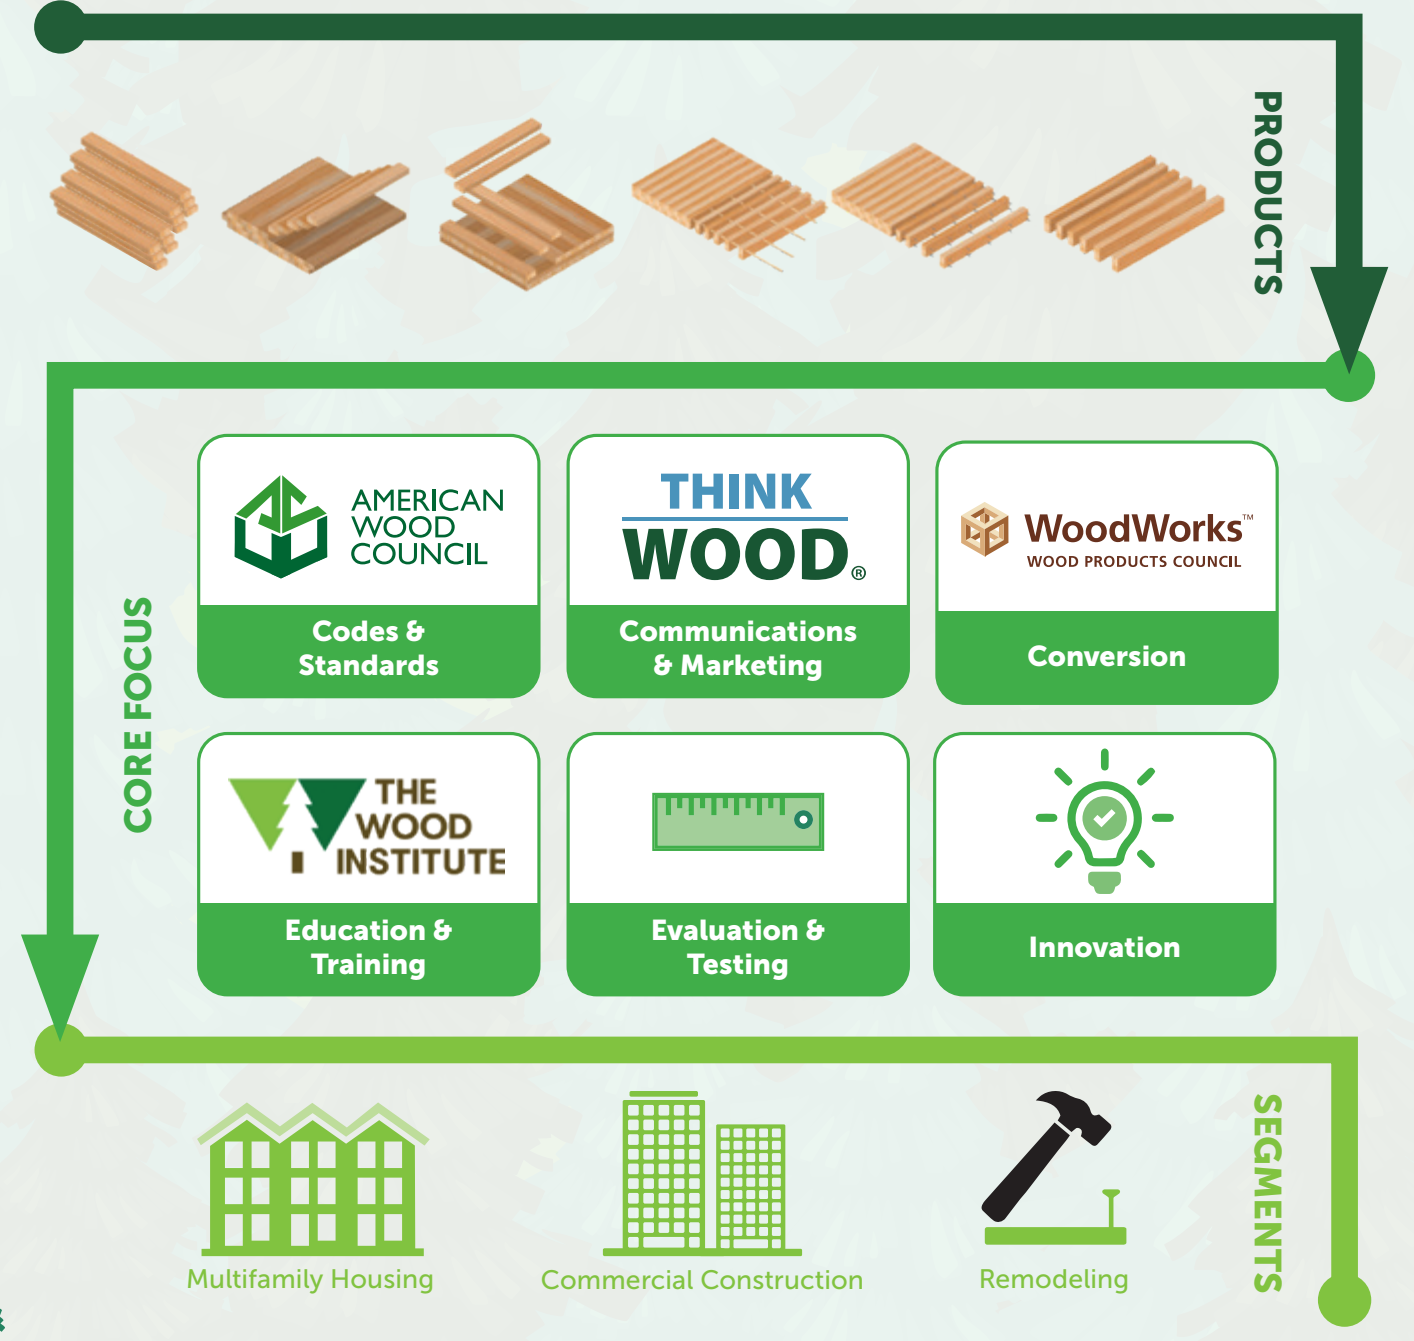 PRODUCTS
AMERICAN
WOOD
COUNCIL
Codes &
Standards
THINK
WOOD®
Communications
& Marketing
WoodWorks™
WOOD PRODUCTS COUNCIL
Conversion
CORE FOCUS
THE
WOOD
INSTITUTE
Education &
Training
Evaluation &
Testing
Innovation
SEGMENTS
Multifamily Housing
Commercial Construction
Remodeling